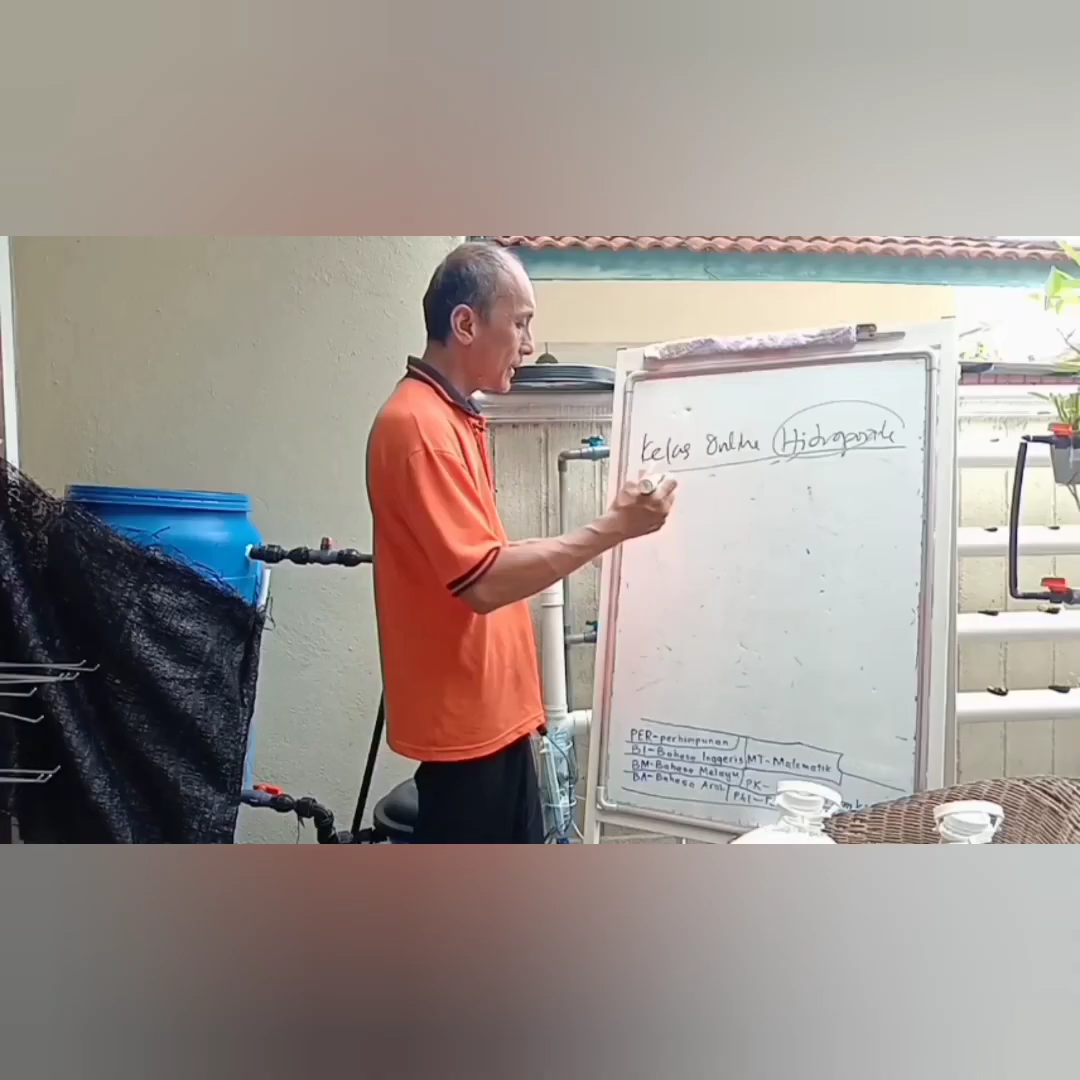 Kelas Online Hidroponik
PER-perhimpunan
BI-Bahasa Inggeris MT-Matematik
BM-Bahasa Melayu PK-
BA-Bahasa Arab